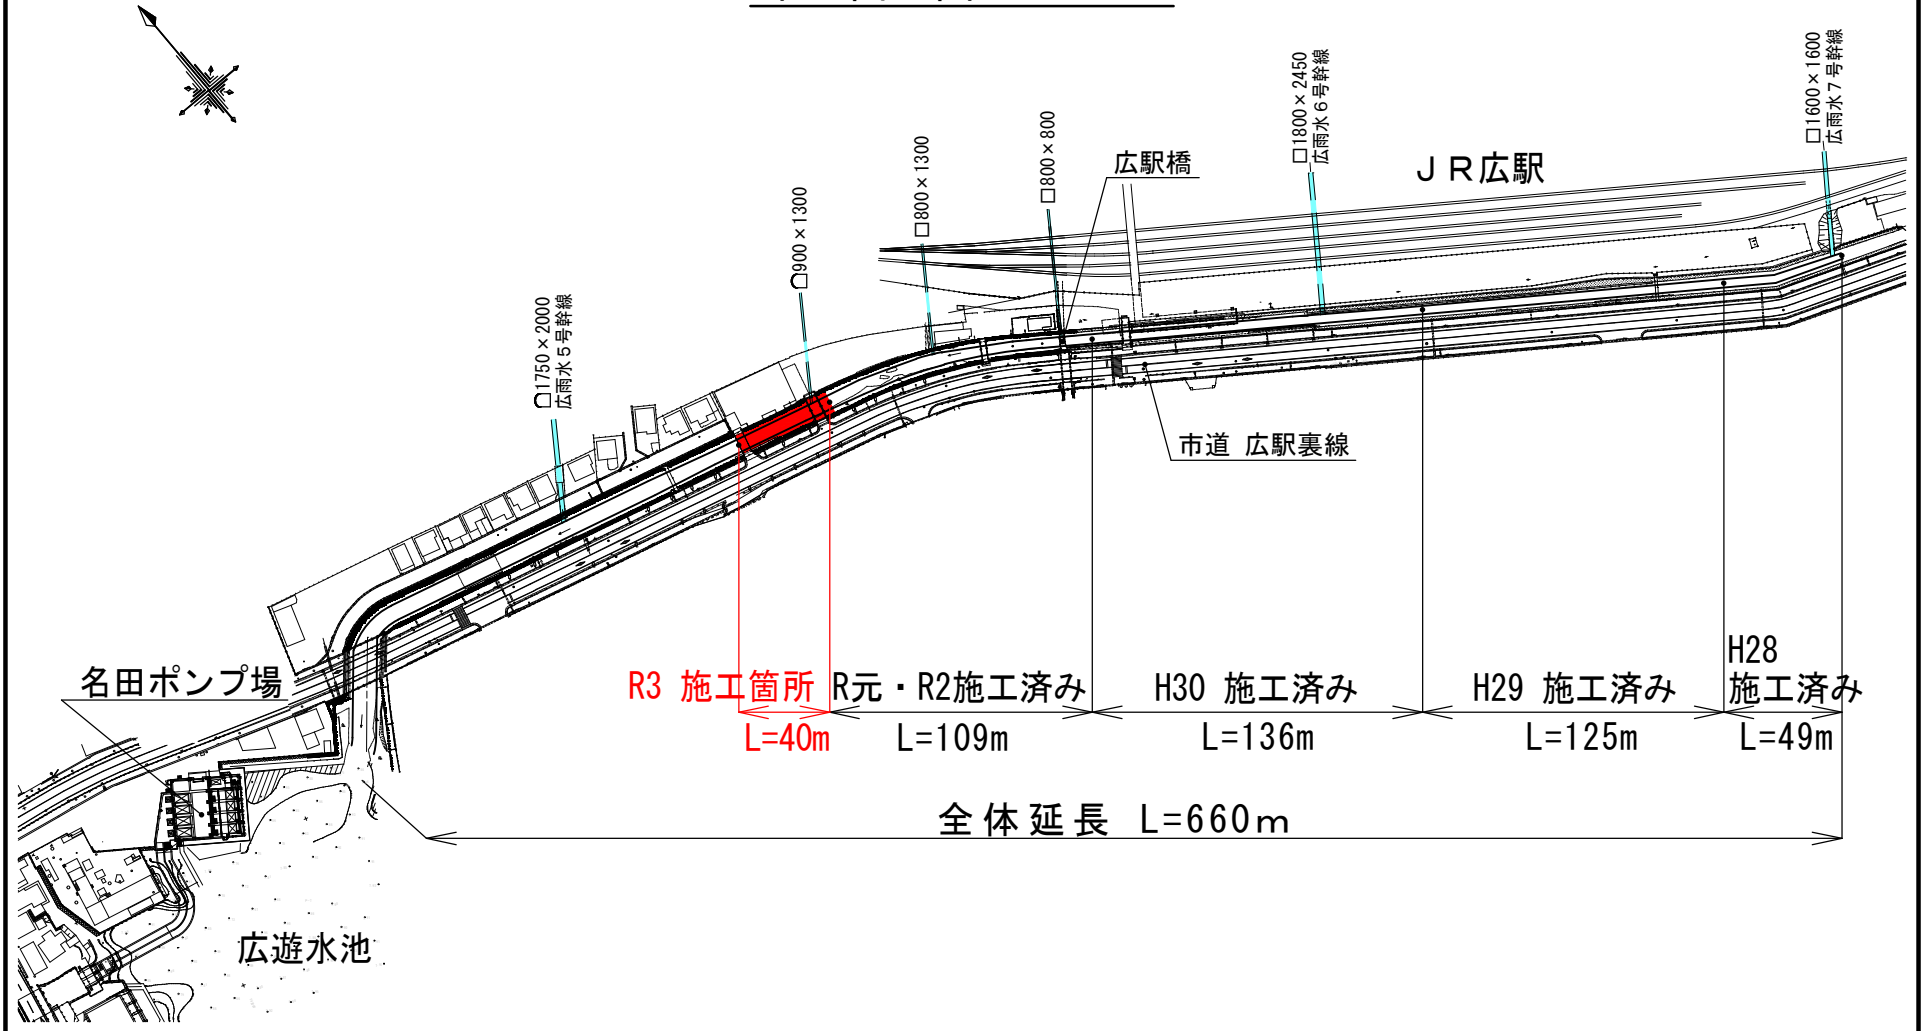 □1600×1600
広雨水7号幹線
□1800×2450
広雨水6号幹線
□800×800
□800×1300
□900×1300
□1750×2000
広雨水5号幹線
広駅橋
JR広駅
市道 広駅裏線
名田ポンプ場
R3 施工箇所
L=40m
R元・R2施工済み
L=109m
H30 施工済み
L=136m
H29 施工済み
L=125m
H28
施工済み
L=49m
全体延長 L=660m
広遊水池